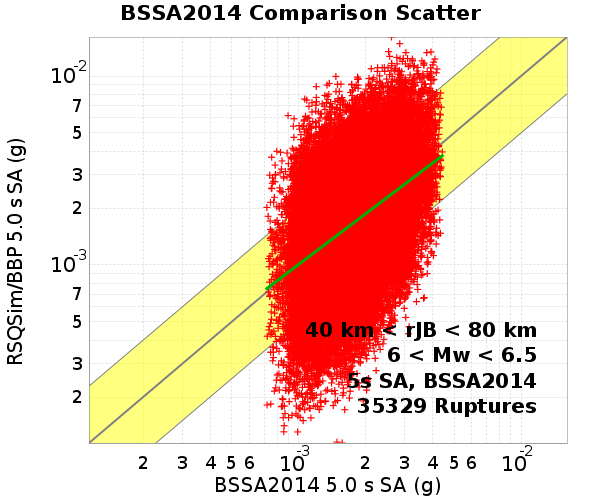 BSSA2014 Comparison Scatter
RSQSim/BBP 5.0 s SA (g)
10-2
7
5
3
2
10-3
7
5
3
2
40 km < rJB < 80 km
6 < Mw < 6.5
5s SA, BSSA2014
35329 Ruptures
2 3 4 5 6 10-3 2 3 4 5 6 10-2
BSSA2014 5.0 s SA (g)